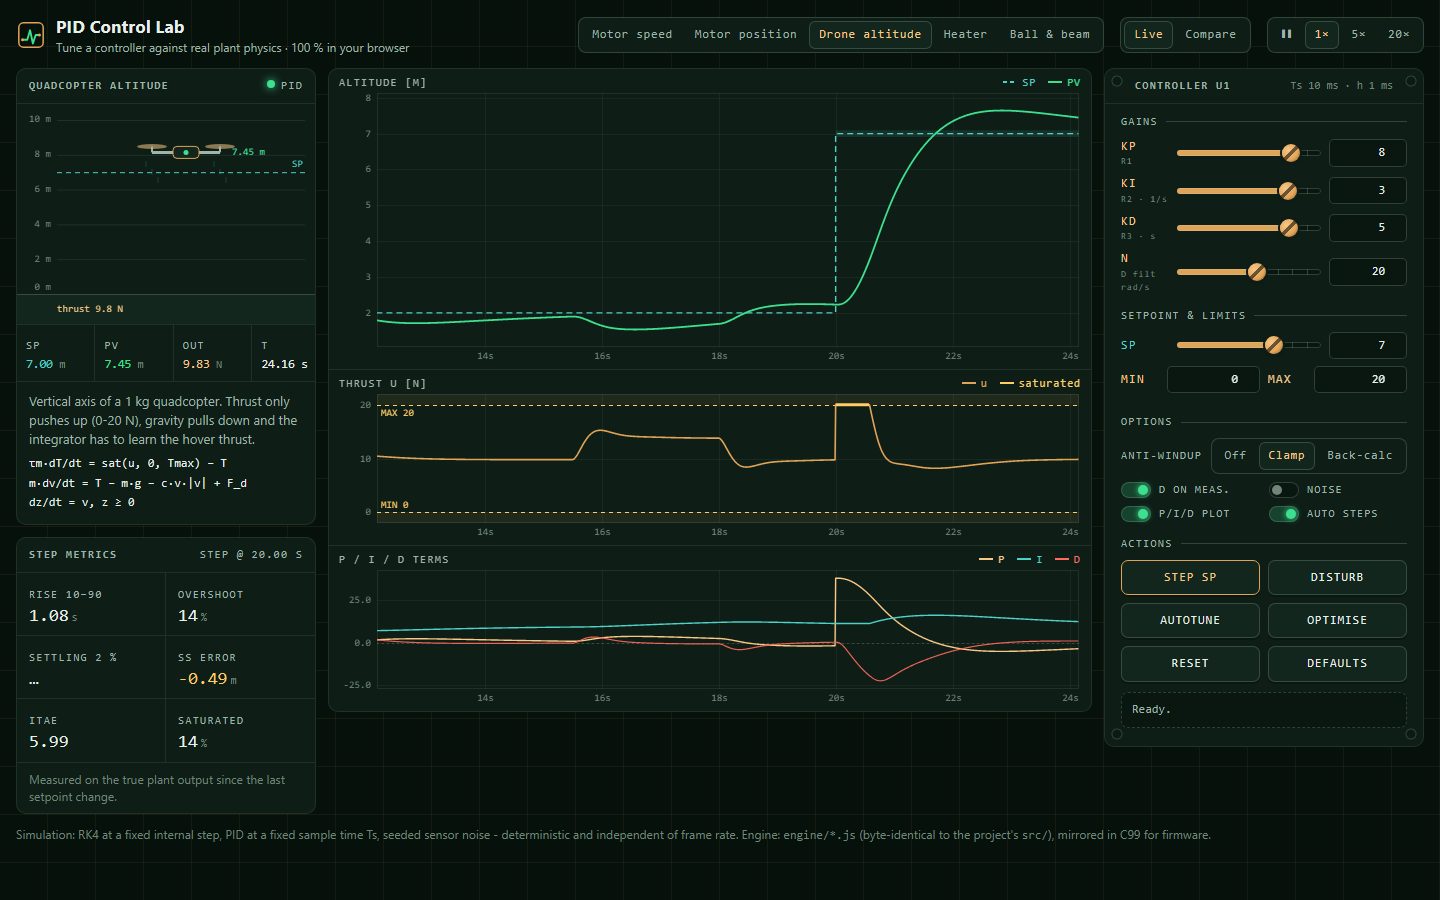 PID Control Lab
Tune a controller against real plant physics · 100 % in your browser
Motor speed Motor position Drone altitude Heater Ball & beam
Live Compare
1× 5× 20×
QUADCOPTER ALTITUDE PID
10 m
8 m
7.45 m
SP
6 m
4 m
2 m
0 m
thrust 9.8 N
SP PV OUT T
7.00 m 7.45 m 9.83 N 24.16 s
Vertical axis of a 1 kg quadcopter. Thrust only
pushes up (0-20 N), gravity pulls down and the
integrator has to learn the hover thrust.
τm·dT/dt = sat(u, 0, Tmax) − T
m·dv/dt = T − m·g − c·v·|v| + F_d
dz/dt = v, z ≥ 0
STEP METRICS STEP @ 20.00 S
RISE 10–90 OVERSHOOT
1.08 s 14 %
SETTLING 2 % SS ERROR
… -0.49 m
ITAE SATURATED
5.99 14 %
Measured on the true plant output since the last
setpoint change.
ALTITUDE [M] SP PV
8
7
6
5
4
3
2
14s 16s 18s 20s 22s 24s
THRUST U [N] u saturated
20
MAX 20
10
MIN 0
0
14s 16s 18s 20s 22s 24s
P / I / D TERMS P I D
25.0
0.0
-25.0
14s 16s 18s 20s 22s 24s
CONTROLLER U1 Ts 10 ms · h 1 ms
GAINS
KP 8
R1
KI 3
R2 · 1/s
KD 5
R3 · s
N 20
D filt
rad/s
SETPOINT & LIMITS
SP 7
MIN 0 MAX 20
OPTIONS
ANTI-WINDUP Off Clamp Back-calc
D ON MEAS. NOISE
P/I/D PLOT AUTO STEPS
ACTIONS
STEP SP DISTURB
AUTOTUNE OPTIMISE
RESET DEFAULTS
Ready.
Simulation: RK4 at a fixed internal step, PID at a fixed sample time Ts, seeded sensor noise - deterministic and independent of frame rate. Engine: engine/*.js (byte-identical to the project's src/), mirrored in C99 for firmware.